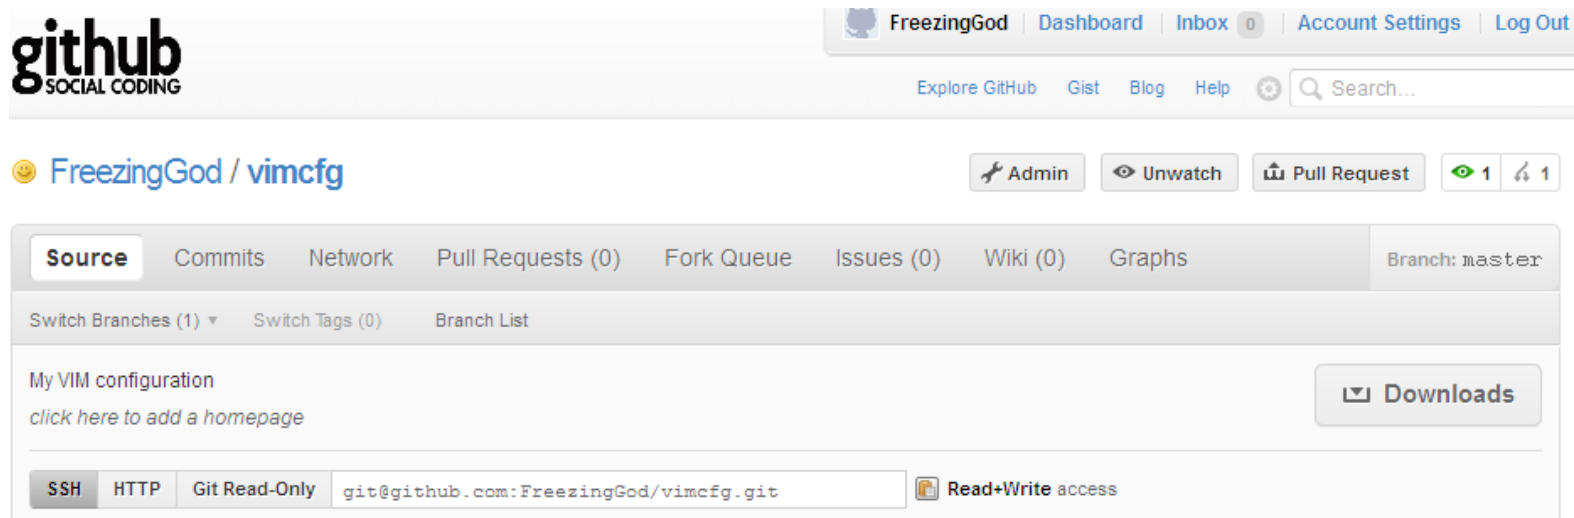 github
SOCIAL CODING
FreezingGod Dashboard Inbox 0 Account Settings Log Out
Explore GitHub Gist Blog Help Search...
FreezingGod / vimcfg
Admin Unwatch Pull Request 1 1
Source Commits Network Pull Requests (0) Fork Queue Issues (0) Wiki (0) Graphs Branch: master
Switch Branches (1) Switch Tags (0) Branch List
My VIM configuration
click here to add a homepage
Downloads
SSH HTTP Git Read-Only git@github.com:FreezingGod/vimcfg.git Read+Write access